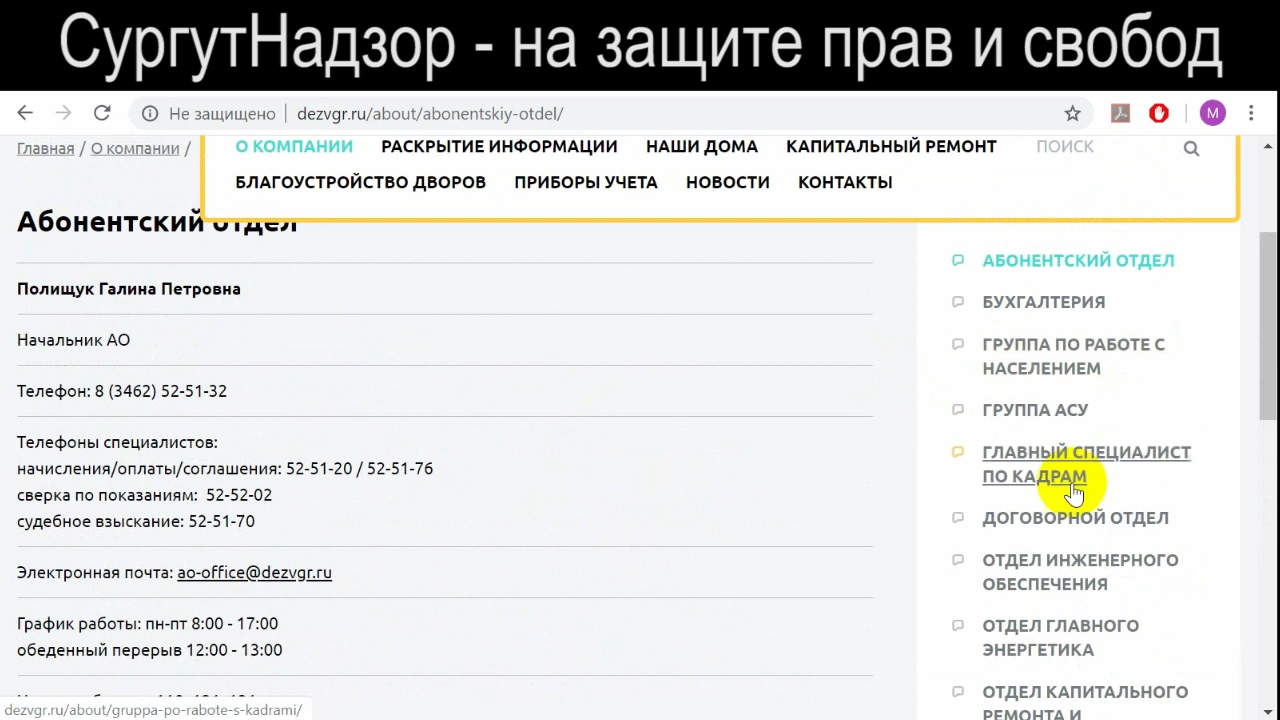 СургутНадзор - на защите прав и свобод
Не защищено | dezvgr.ru/about/abonentskiy-otdel/
M
Главная / О компании /
О КОМПАНИИ РАСКРЫТИЕ ИНФОРМАЦИИ НАШИ ДОМА КАПИТАЛЬНЫЙ РЕМОНТ ПОИСК
БЛАГОУСТРОЙСТВО ДВОРОВ ПРИБОРЫ УЧЕТА НОВОСТИ КОНТАКТЫ
Абонентский отдел
Полищук Галина Петровна
Начальник АО
Телефон: 8 (3462) 52-51-32
Телефоны специалистов:
начисления/оплаты/соглашения: 52-51-20 / 52-51-76
сверка по показаниям: 52-52-02
судебное взыскание: 52-51-70
Электронная почта: ao-office@dezvgr.ru
График работы: пн-пт 8:00 - 17:00
обеденный перерыв 12:00 - 13:00
dezvgr.ru/about/gruppa-po-rabote-s-kadrami/
АБОНЕНТСКИЙ ОТДЕЛ
БУХГАЛТЕРИЯ
ГРУППА ПО РАБОТЕ С
НАСЕЛЕНИЕМ
ГРУППА АСУ
ГЛАВНЫЙ СПЕЦИАЛИСТ
ПО КАДРАМ
ДОГОВОРНОЙ ОТДЕЛ
ОТДЕЛ ИНЖЕНЕРНОГО
ОБЕСПЕЧЕНИЯ
ОТДЕЛ ГЛАВНОГО
ЭНЕРГЕТИКА
ОТДЕЛ КАПИТАЛЬНОГО
РЕМОНТА И